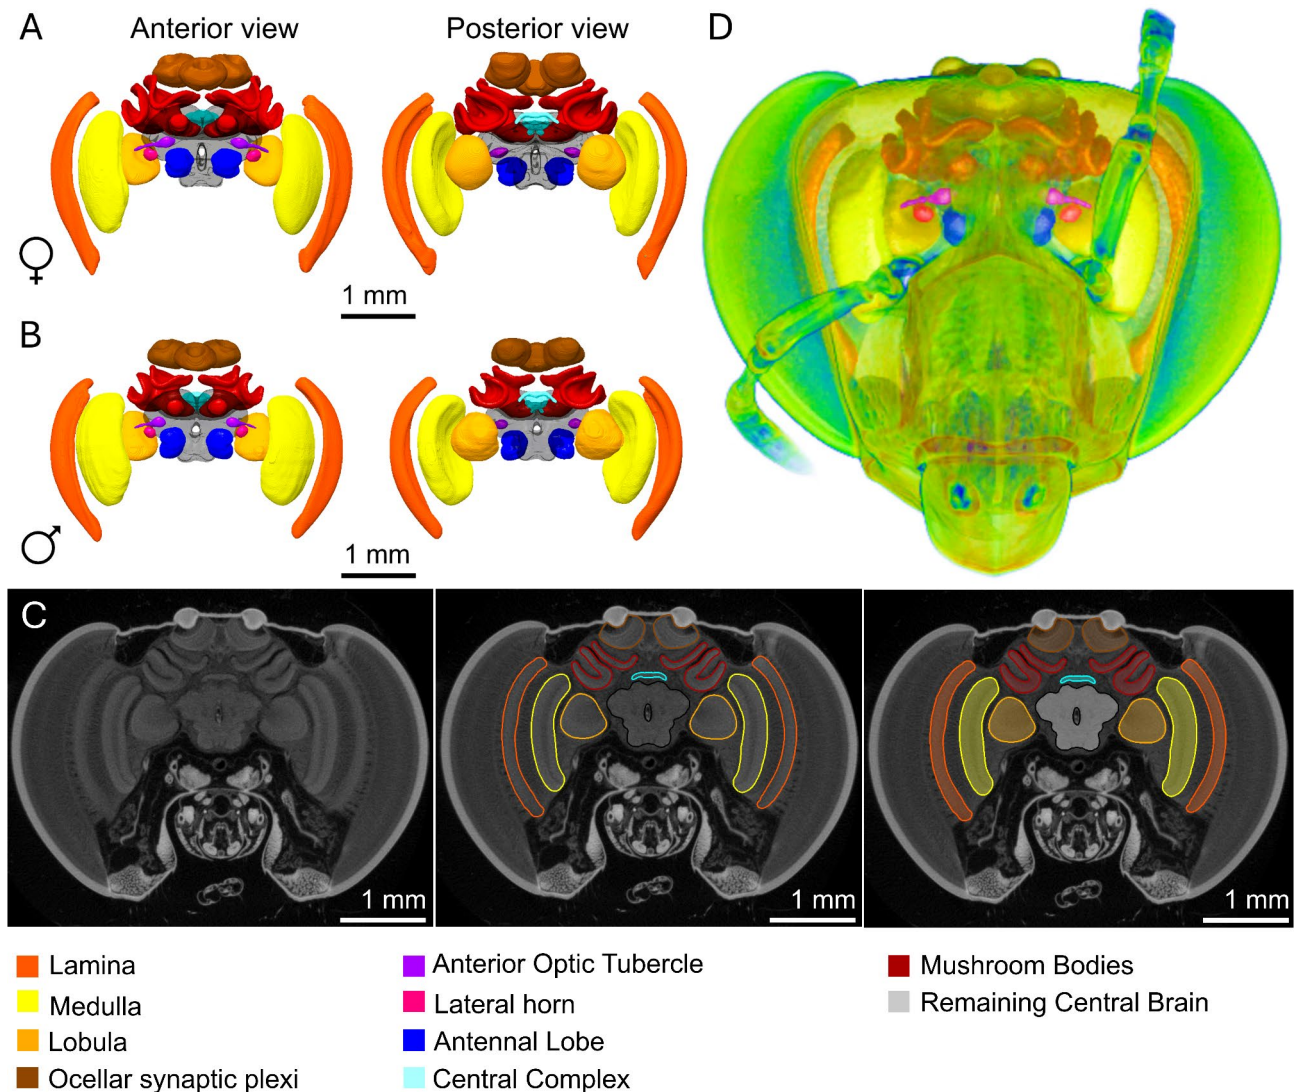 A
Anterior view
Posterior view
D
1 mm
B
1 mm
C
1 mm
1 mm
1 mm
Lamina
Anterior Optic Tubercle
Mushroom Bodies
Medulla
Lateral horn
Remaining Central Brain
Lobula
Antennal Lobe
Ocellar synaptic plexi
Central Complex